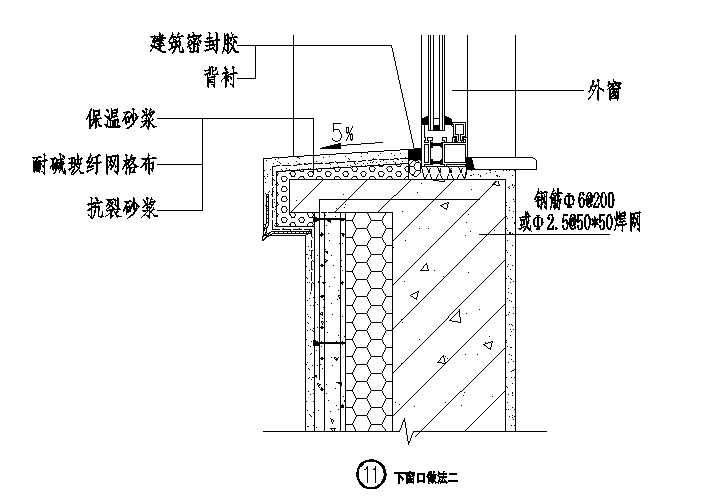 建筑密封胶
背衬
外窗
保温砂浆
5%
耐碱玻纤网格布
抗裂砂浆
钢筋Φ6@200
或Φ2.5@50*50焊网
11 下窗口做法二